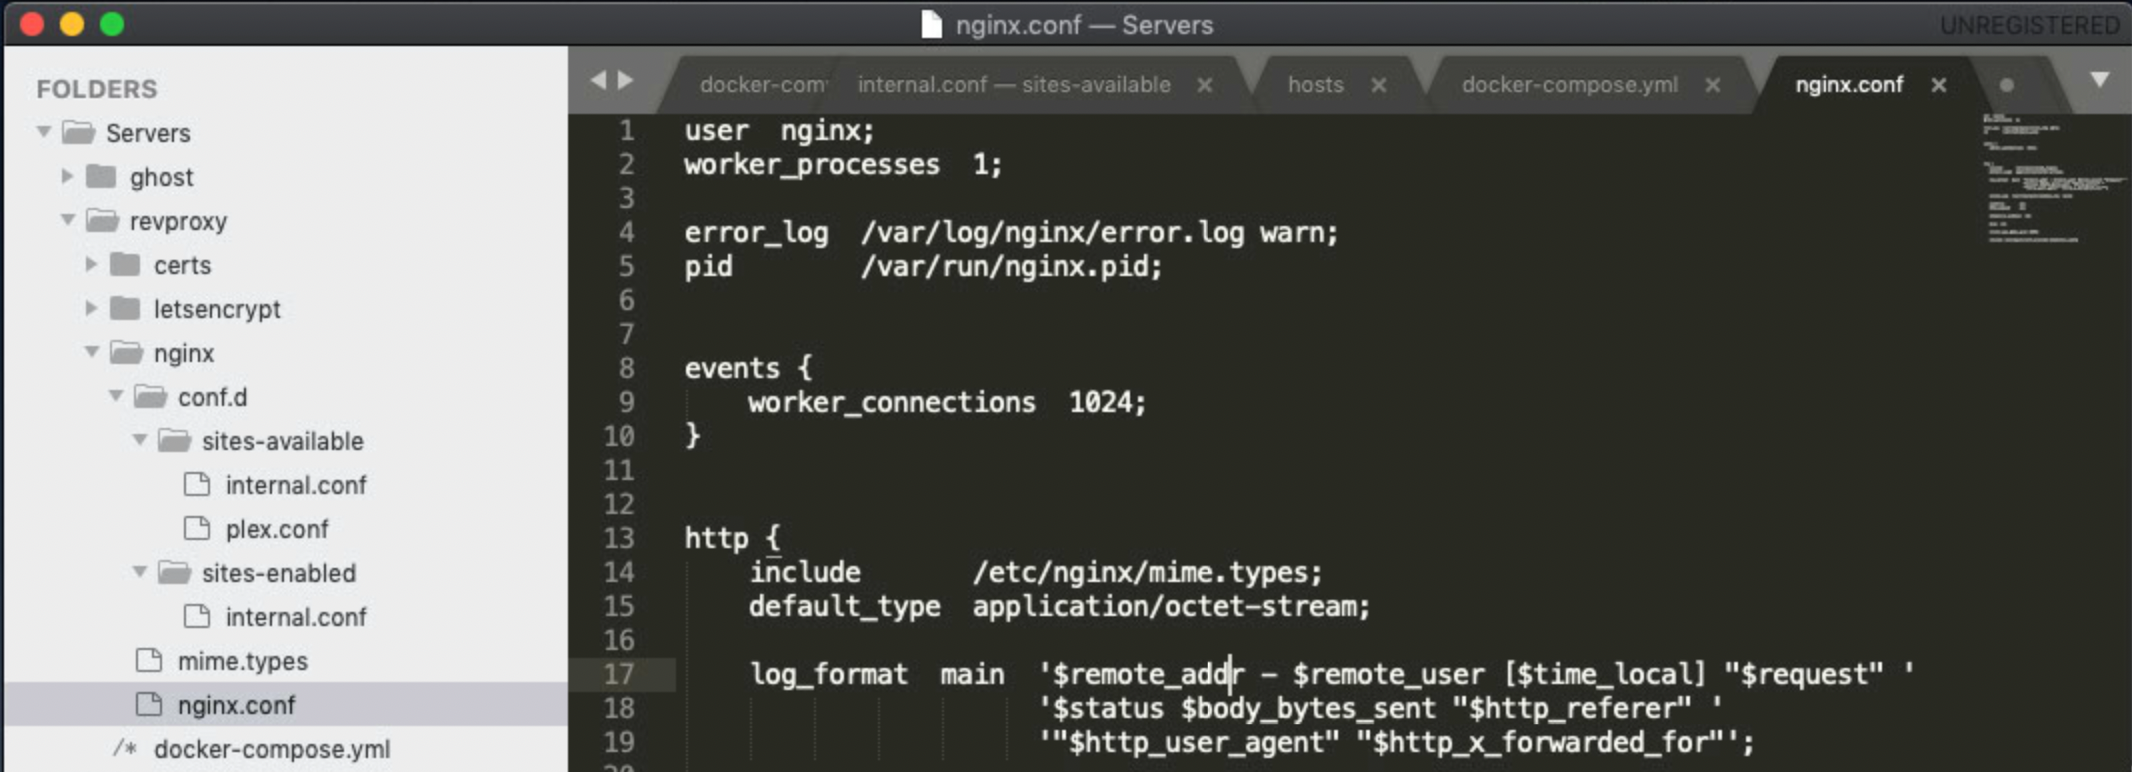 nginx.conf — Servers
UNREGISTERED
FOLDERS
Servers
ghost
revproxy
certs
letsencrypt
nginx
conf.d
sites-available
internal.conf
plex.conf
sites-enabled
internal.conf
mime.types
nginx.conf
/* docker-compose.yml
docker-com internal.conf — sites-available × hosts × docker-compose.yml × nginx.conf ×
1 user  nginx;
2 worker_processes  1;
3
4 error_log  /var/log/nginx/error.log warn;
5 pid        /var/run/nginx.pid;
6
7
8 events {
9     worker_connections  1024;
10 }
11
12
13 http {
14     include       /etc/nginx/mime.types;
15     default_type  application/octet-stream;
16
17     log_format  main  '$remote_addr - $remote_user [$time_local] "$request" '
18                       '$status $body_bytes_sent "$http_referer" '
19                       '"$http_user_agent" "$http_x_forwarded_for"';